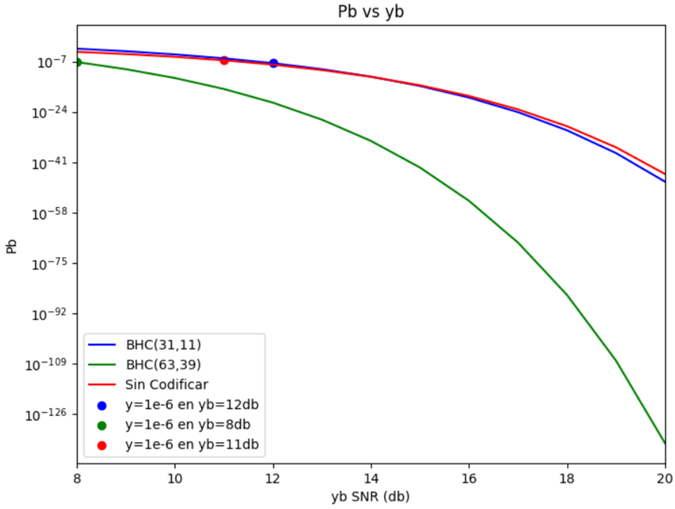 Pb vs yb
Pb
10⁻⁷
10⁻²⁴
10⁻⁴¹
10⁻⁵⁸
10⁻⁷⁵
10⁻⁹²
10⁻¹⁰⁹
10⁻¹²⁶
BHC(31,11)
BHC(63,39)
Sin Codificar
y=1e-6 en yb=12db
y=1e-6 en yb=8db
y=1e-6 en yb=11db
8 10 12 14 16 18 20
yb SNR (db)